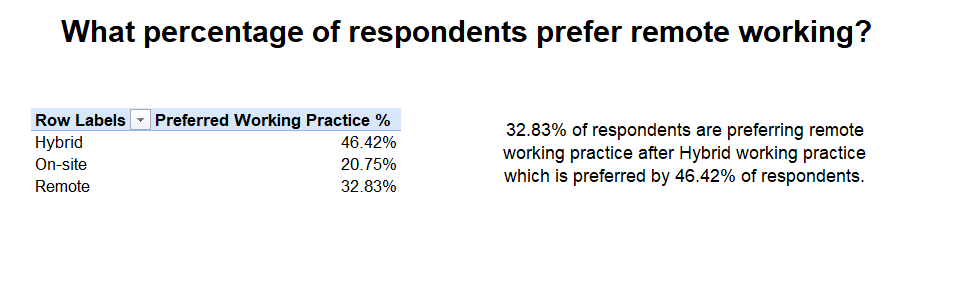 What percentage of respondents prefer remote working?
Row Labels Preferred Working Practice %
Hybrid 46.42%
On-site 20.75%
Remote 32.83%
32.83% of respondents are preferring remote
working practice after Hybrid working practice
which is preferred by 46.42% of respondents.